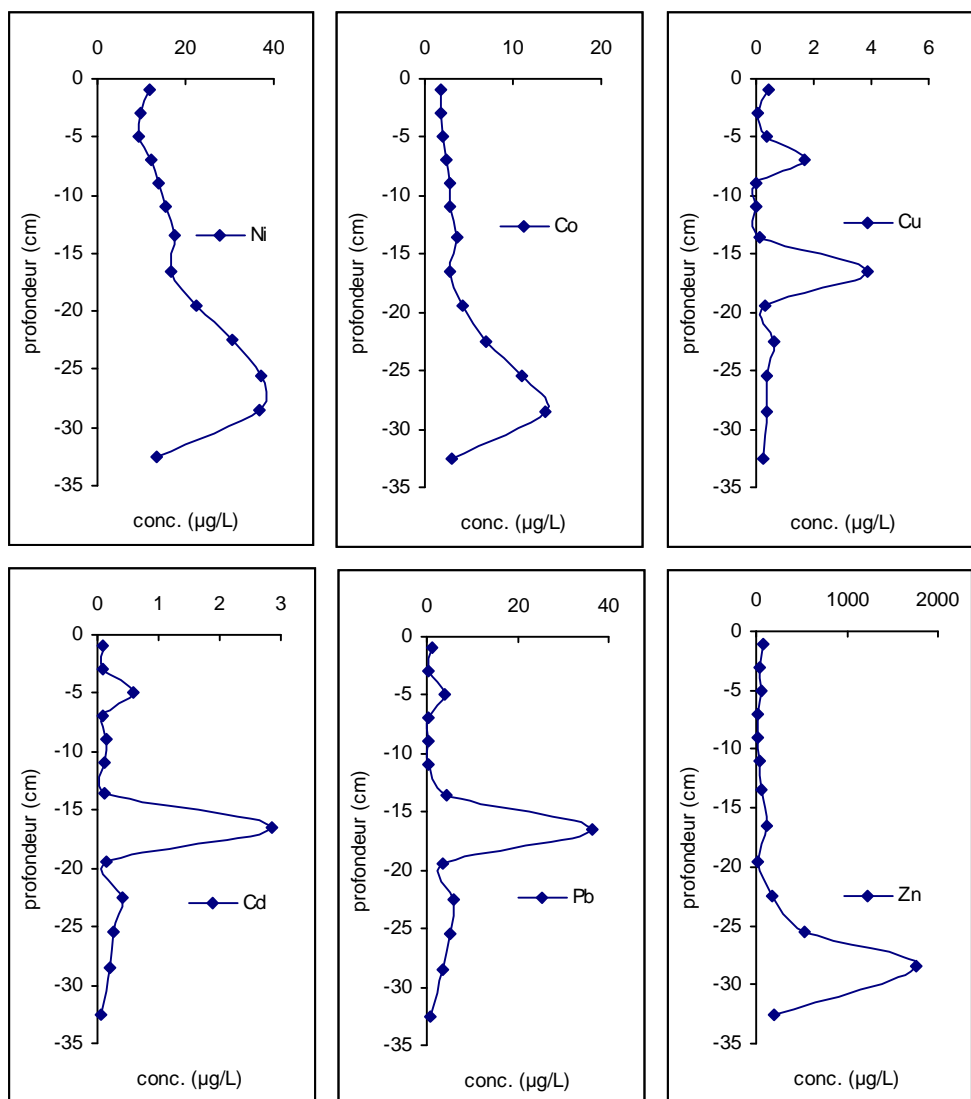 0 20 40
0
-5
-10
-15
-20
-25
-30
-35
profondeur (cm)
Ni
conc. (µg/L)
0 10 20
0
-5
-10
-15
-20
-25
-30
-35
profondeur (cm)
Co
conc. (µg/L)
0 2 4 6
0
-5
-10
-15
-20
-25
-30
-35
profondeur (cm)
Cu
conc. (µg/L)
0 1 2 3
0
-5
-10
-15
-20
-25
-30
-35
profondeur (cm)
Cd
conc. (µg/L)
0 20 40
0
-5
-10
-15
-20
-25
-30
-35
profondeur (cm)
Pb
conc. (µg/L)
0 1000 2000
0
-5
-10
-15
-20
-25
-30
-35
profondeur (cm)
Zn
conc. (µg/L)